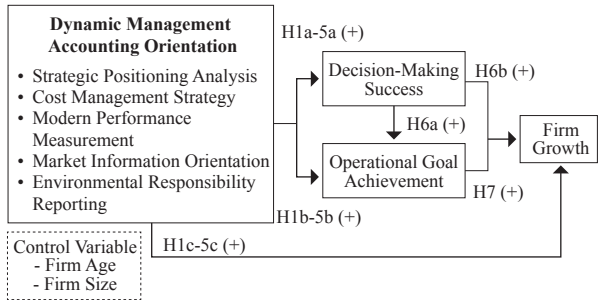 Dynamic Management
Accounting Orientation
• Strategic Positioning Analysis
• Cost Management Strategy
• Modern Performance
Measurement
• Market Information Orientation
• Environmental Responsibility
Reporting
H1a-5a (+)
Decision-Making
Success
H6b (+)
H6a (+)
Operational Goal
Achievement
H7 (+)
Firm
Growth
H1b-5b (+)
H1c-5c (+)
Control Variable
- Firm Age
- Firm Size